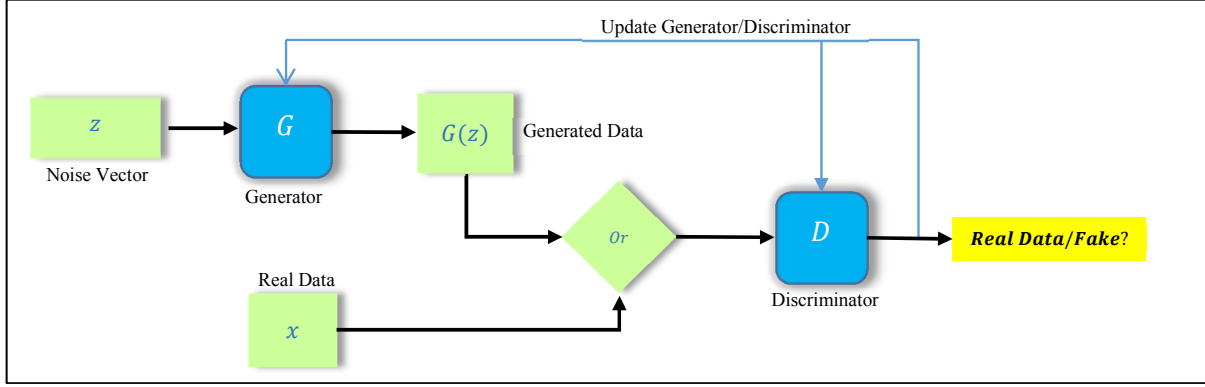 Update Generator/Discriminator
z
Noise Vector
G
Generator
G(z)
Generated Data
Or
Real Data
x
D
Discriminator
Real Data/Fake?